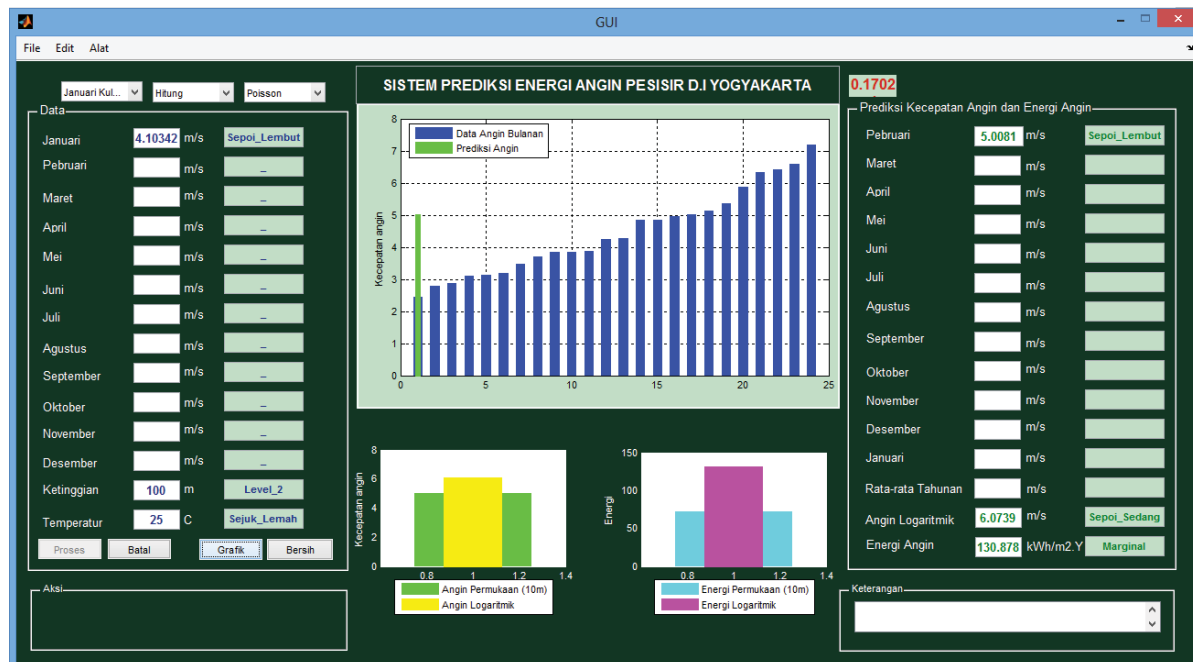 GUI
File Edit Alat
Januari Kul... Hitung Poisson
Data
Januari 4.10342 m/s Sepoi_Lembut
Pebruari m/s _
Maret m/s _
April m/s _
Mei m/s _
Juni m/s _
Juli m/s _
Agustus m/s _
September m/s _
Oktober m/s _
November m/s _
Desember m/s _
Ketinggian 100 m Level_2
Temperatur 25 C Sejuk_Lemah
Proses Batal Grafik Bersih
Aksi
SISTEM PREDIKSI ENERGI ANGIN PESISIR D.I YOGYAKARTA
Data Angin Bulanan
Prediksi Angin
Kecepatan angin
8
7
6
5
4
3
2
1
0
0 5 10 15 20 25
Kecepatan angin
8
6
4
2
0
0.8 1 1.2 1.4
Angin Permukaan (10m)
Angin Logaritmik
Energi
150
100
50
0
0.8 1 1.2 1.4
Energi Permukaan (10m)
Energi Logaritmik
0.1702
Prediksi Kecepatan Angin dan Energi Angin
Pebruari 5.0081 m/s Sepoi_Lembut
Maret m/s
April m/s
Mei m/s
Juni m/s
Juli m/s
Agustus m/s
September m/s
Oktober m/s
November m/s
Desember m/s
Januari m/s
Rata-rata Tahunan m/s
Angin Logaritmik 6.0739 m/s Sepoi_Sedang
Energi Angin 130.878 kWh/m2.Y Marginal
Keterangan